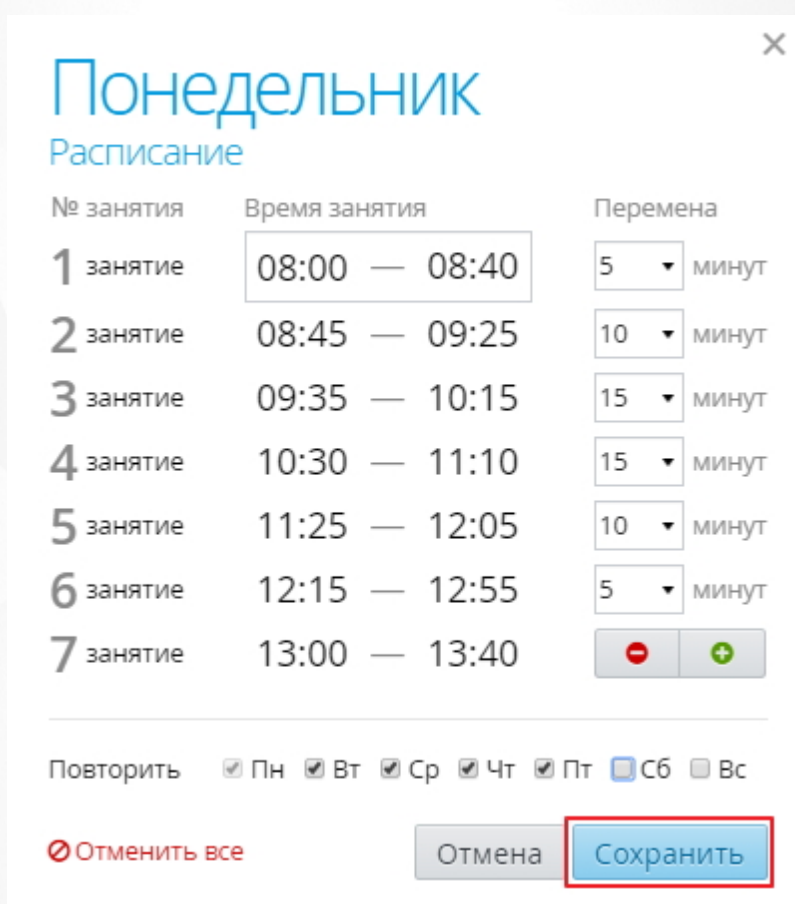 Понедельник
Расписание
№ занятия Время занятия Перемена
1 занятие 08:00 — 08:40 5 минут
2 занятие 08:45 — 09:25 10 минут
3 занятие 09:35 — 10:15 15 минут
4 занятие 10:30 — 11:10 15 минут
5 занятие 11:25 — 12:05 10 минут
6 занятие 12:15 — 12:55 5 минут
7 занятие 13:00 — 13:40
Повторить Пн Вт Ср Чт Пт Сб Вс
Отменить все Отмена Сохранить